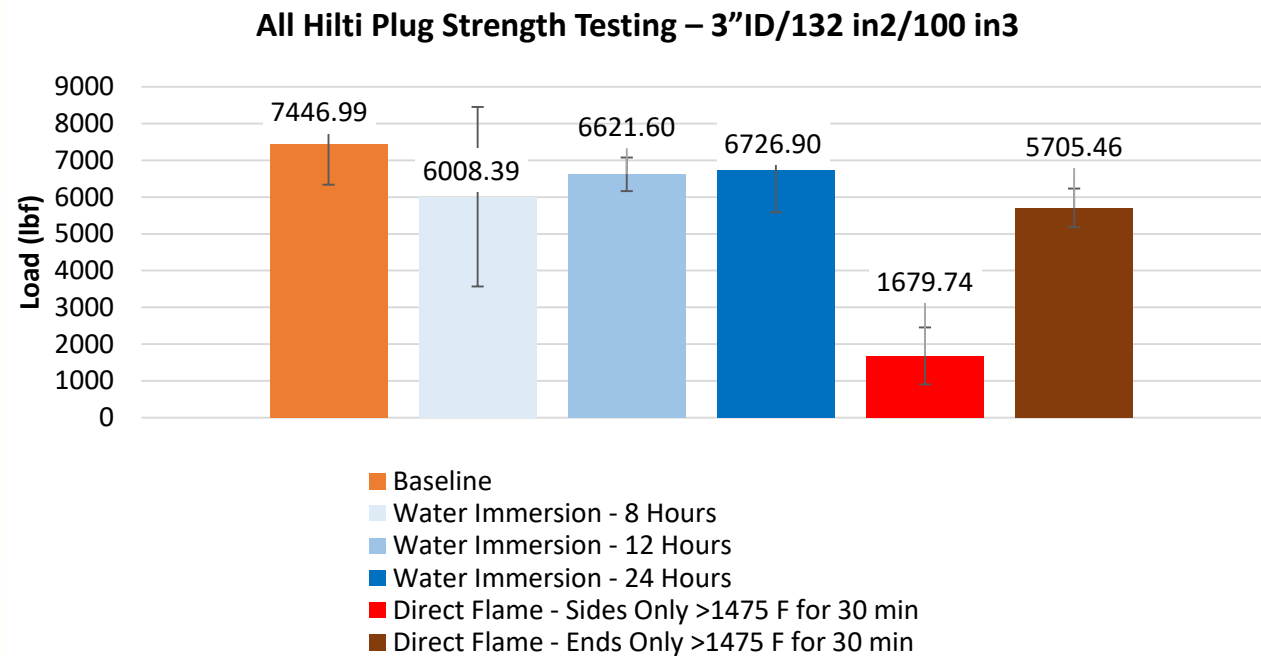 All Hilti Plug Strength Testing – 3”ID/132 in2/100 in3
Load (lbf)
9000
8000
7000
6000
5000
4000
3000
2000
1000
0
7446.99
6008.39
6621.60
6726.90
1679.74
5705.46
Baseline
Water Immersion - 8 Hours
Water Immersion - 12 Hours
Water Immersion - 24 Hours
Direct Flame - Sides Only >1475 F for 30 min
Direct Flame - Ends Only >1475 F for 30 min